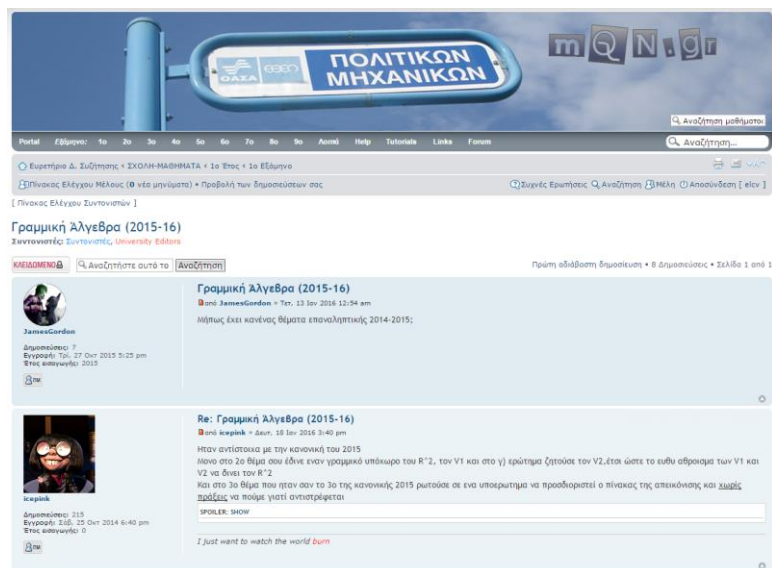 ΟΑΣΑ
ΕΘΕΛ
ΠΟΛΙΤΙΚΩΝ
ΜΗΧΑΝΙΚΩΝ
mQN.gr
Αναζήτηση μαθήματος
Portal Εξάμηνο: 1ο 2ο 3ο 4ο 5ο 6ο 7ο 8ο 9ο Λοιπά Help Tutorials Links Forum
Αναζήτηση...
Ευρετήριο Δ. Συζήτησης ‹ ΣΧΟΛΗ-ΜΑΘΗΜΑΤΑ ‹ 1ο Έτος ‹ 1ο Εξάμηνο
Πίνακας Ελέγχου Μέλους (0 νέα μηνύματα) • Προβολή των δημοσιεύσεων σας
Συχνές Ερωτήσεις Αναζήτηση Μέλη Αποσύνδεση [ elcv ]
[ Πίνακας Ελέγχου Συντονιστών ]
Γραμμική Άλγεβρα (2015-16)
Συντονιστές: Συντονιστές, University Editors
ΚΛΕΙΔΩΜΕΝΟ
Αναζητήστε αυτό το
Αναζήτηση
Πρώτη αδιάβαστη δημοσίευση • 8 Δημοσιεύσεις • Σελίδα 1 από 1
JamesGordon
Δημοσιεύσεις: 7
Εγγραφή: Τρί, 27 Οκτ 2015 5:25 pm
Έτος εισαγωγής: 2015
ΠΜ
Γραμμική Άλγεβρα (2015-16)
από JamesGordon » Τετ, 13 Ιαν 2016 12:54 am
Μήπως έχει κανένας θέματα επαναληπτικής 2014-2015;
icepink
Δημοσιεύσεις: 215
Εγγραφή: Σάβ, 25 Οκτ 2014 6:40 pm
Έτος εισαγωγής: 0
ΠΜ
Re: Γραμμική Άλγεβρα (2015-16)
από icepink » Δευτ, 18 Ιαν 2016 3:40 pm
Ηταν αντίστοιχα με την κανονική του 2015
Μονο στο 2ο θέμα σου έδινε εναν γραμμικό υπόχωρο του R^2, τον V1 και στο γ) ερώτημα ζητούσε τον V2,έτσι ώστε το ευθυ αθροισμα των V1 και
V2 να δινει τον R^2
Και στο 3ο θέμα που ηταν σαν το 3ο της κανονικής 2015 ρωτούσε σε ενα υποερωτημα να προσδιοριστεί ο πίνακας της απεικόνισης και χωρίς
πράξεις να πούμε γιατί αντιστρέφεται
SPOILER: SHOW
I just want to watch the world burn